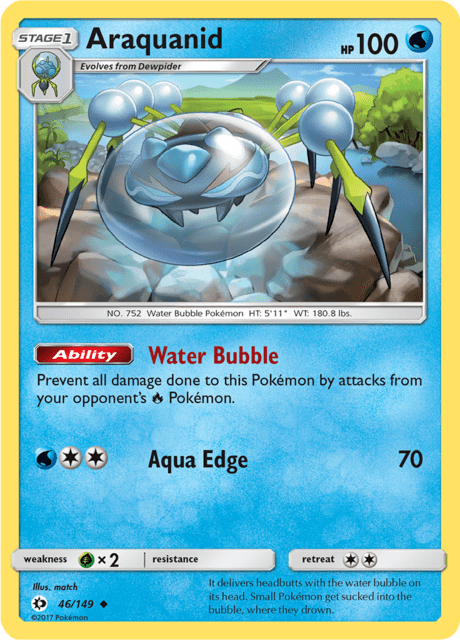 STAGE 1 Araquanid HP 100
Evolves from Dewpider
NO. 752 Water Bubble Pokémon HT: 5'11" WT: 180.8 lbs.
Ability Water Bubble
Prevent all damage done to this Pokémon by attacks from
your opponent's Pokémon.
Aqua Edge 70
weakness ×2 resistance retreat
Illus. match
46/149
©2017 Pokémon
It delivers headbutts with the water bubble on
its head. Small Pokémon get sucked into the
bubble, where they drown.